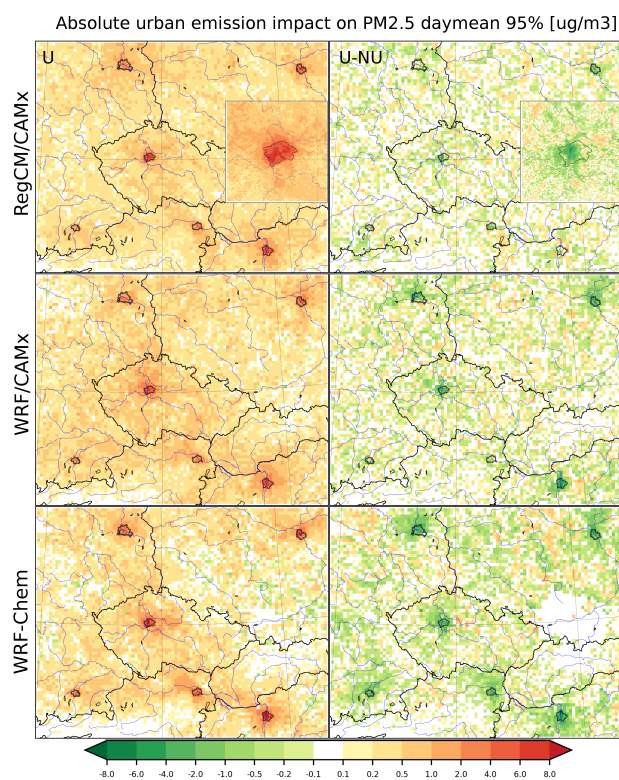 Absolute urban emission impact on PM2.5 daymean 95% [ug/m3]
U
U-NU
RegCM/CAMx
WRF/CAMx
WRF-Chem
-8.0 -6.0 -4.0 -2.0 -1.0 -0.5 -0.2 -0.1 0.1 0.2 0.5 1.0 2.0 4.0 6.0 8.0